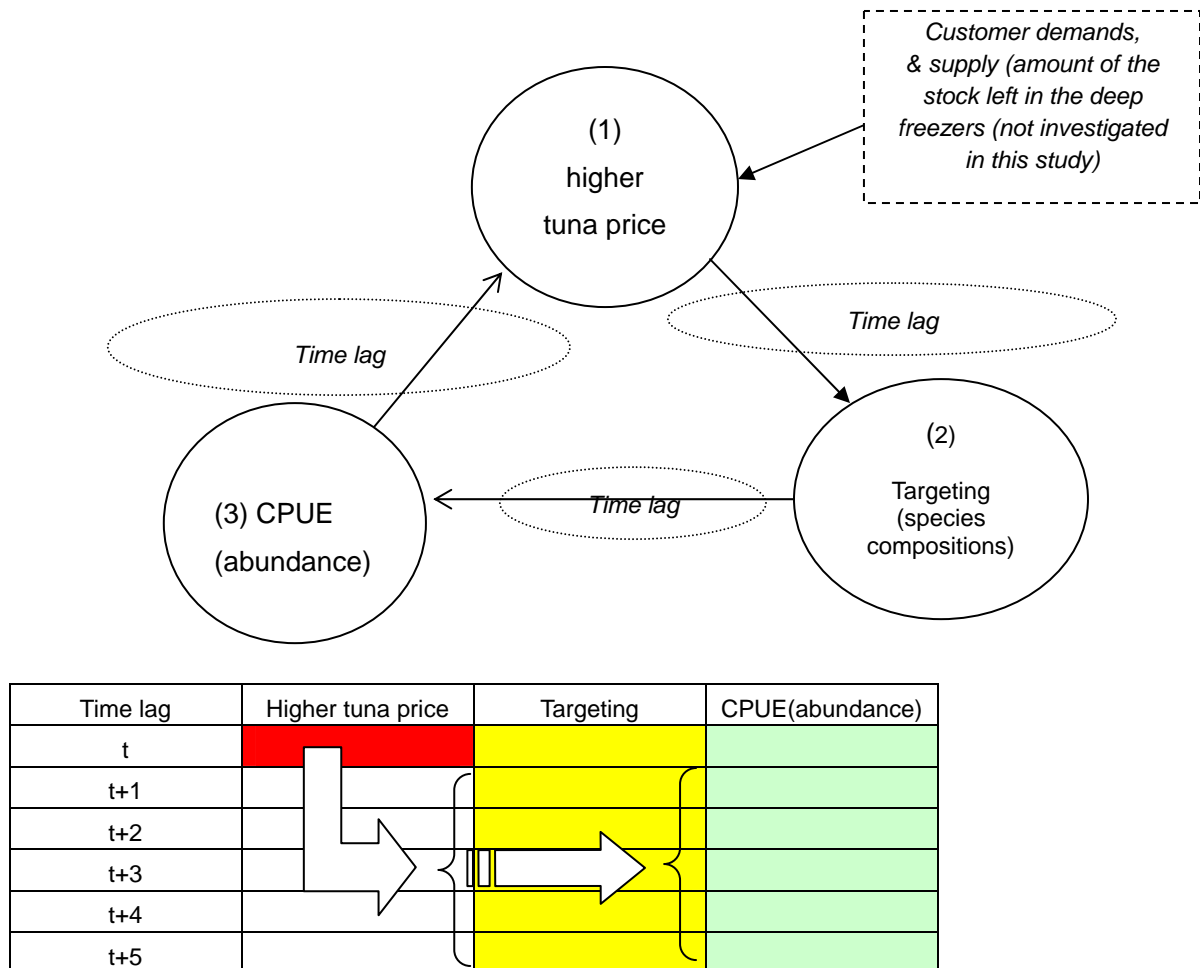 Customer demands,
& supply (amount of the
stock left in the deep
freezers (not investigated
in this study)
(1)
higher
tuna price
Time lag
Time lag
(2)
Targeting
(species
compositions)
Time lag
(3) CPUE
(abundance)
Time lag Higher tuna price Targeting CPUE(abundance)
t
t+1
t+2
t+3
t+4
t+5